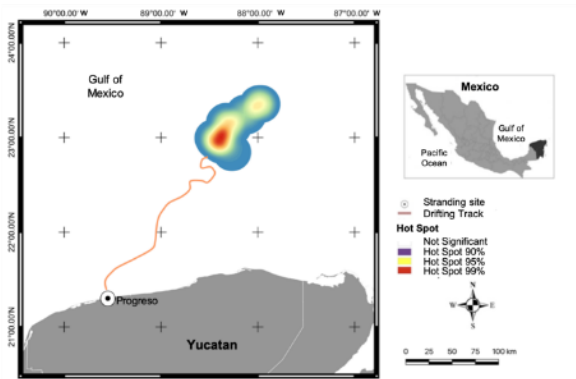 90°00.00' W
89°00.00' W
88°00.00' W
87°00.00' W
24°00.00'N
23°00.00'N
22°00.00'N
21°00.00'N
Gulf of
Mexico
Progreso
Yucatan
Mexico
Gulf of
Mexico
Pacific
Ocean
Stranding site
Drifting Track
Hot Spot
Not Significant
Hot Spot 90%
Hot Spot 95%
Hot Spot 99%
N
W E
S
0 25 50 75 100 km